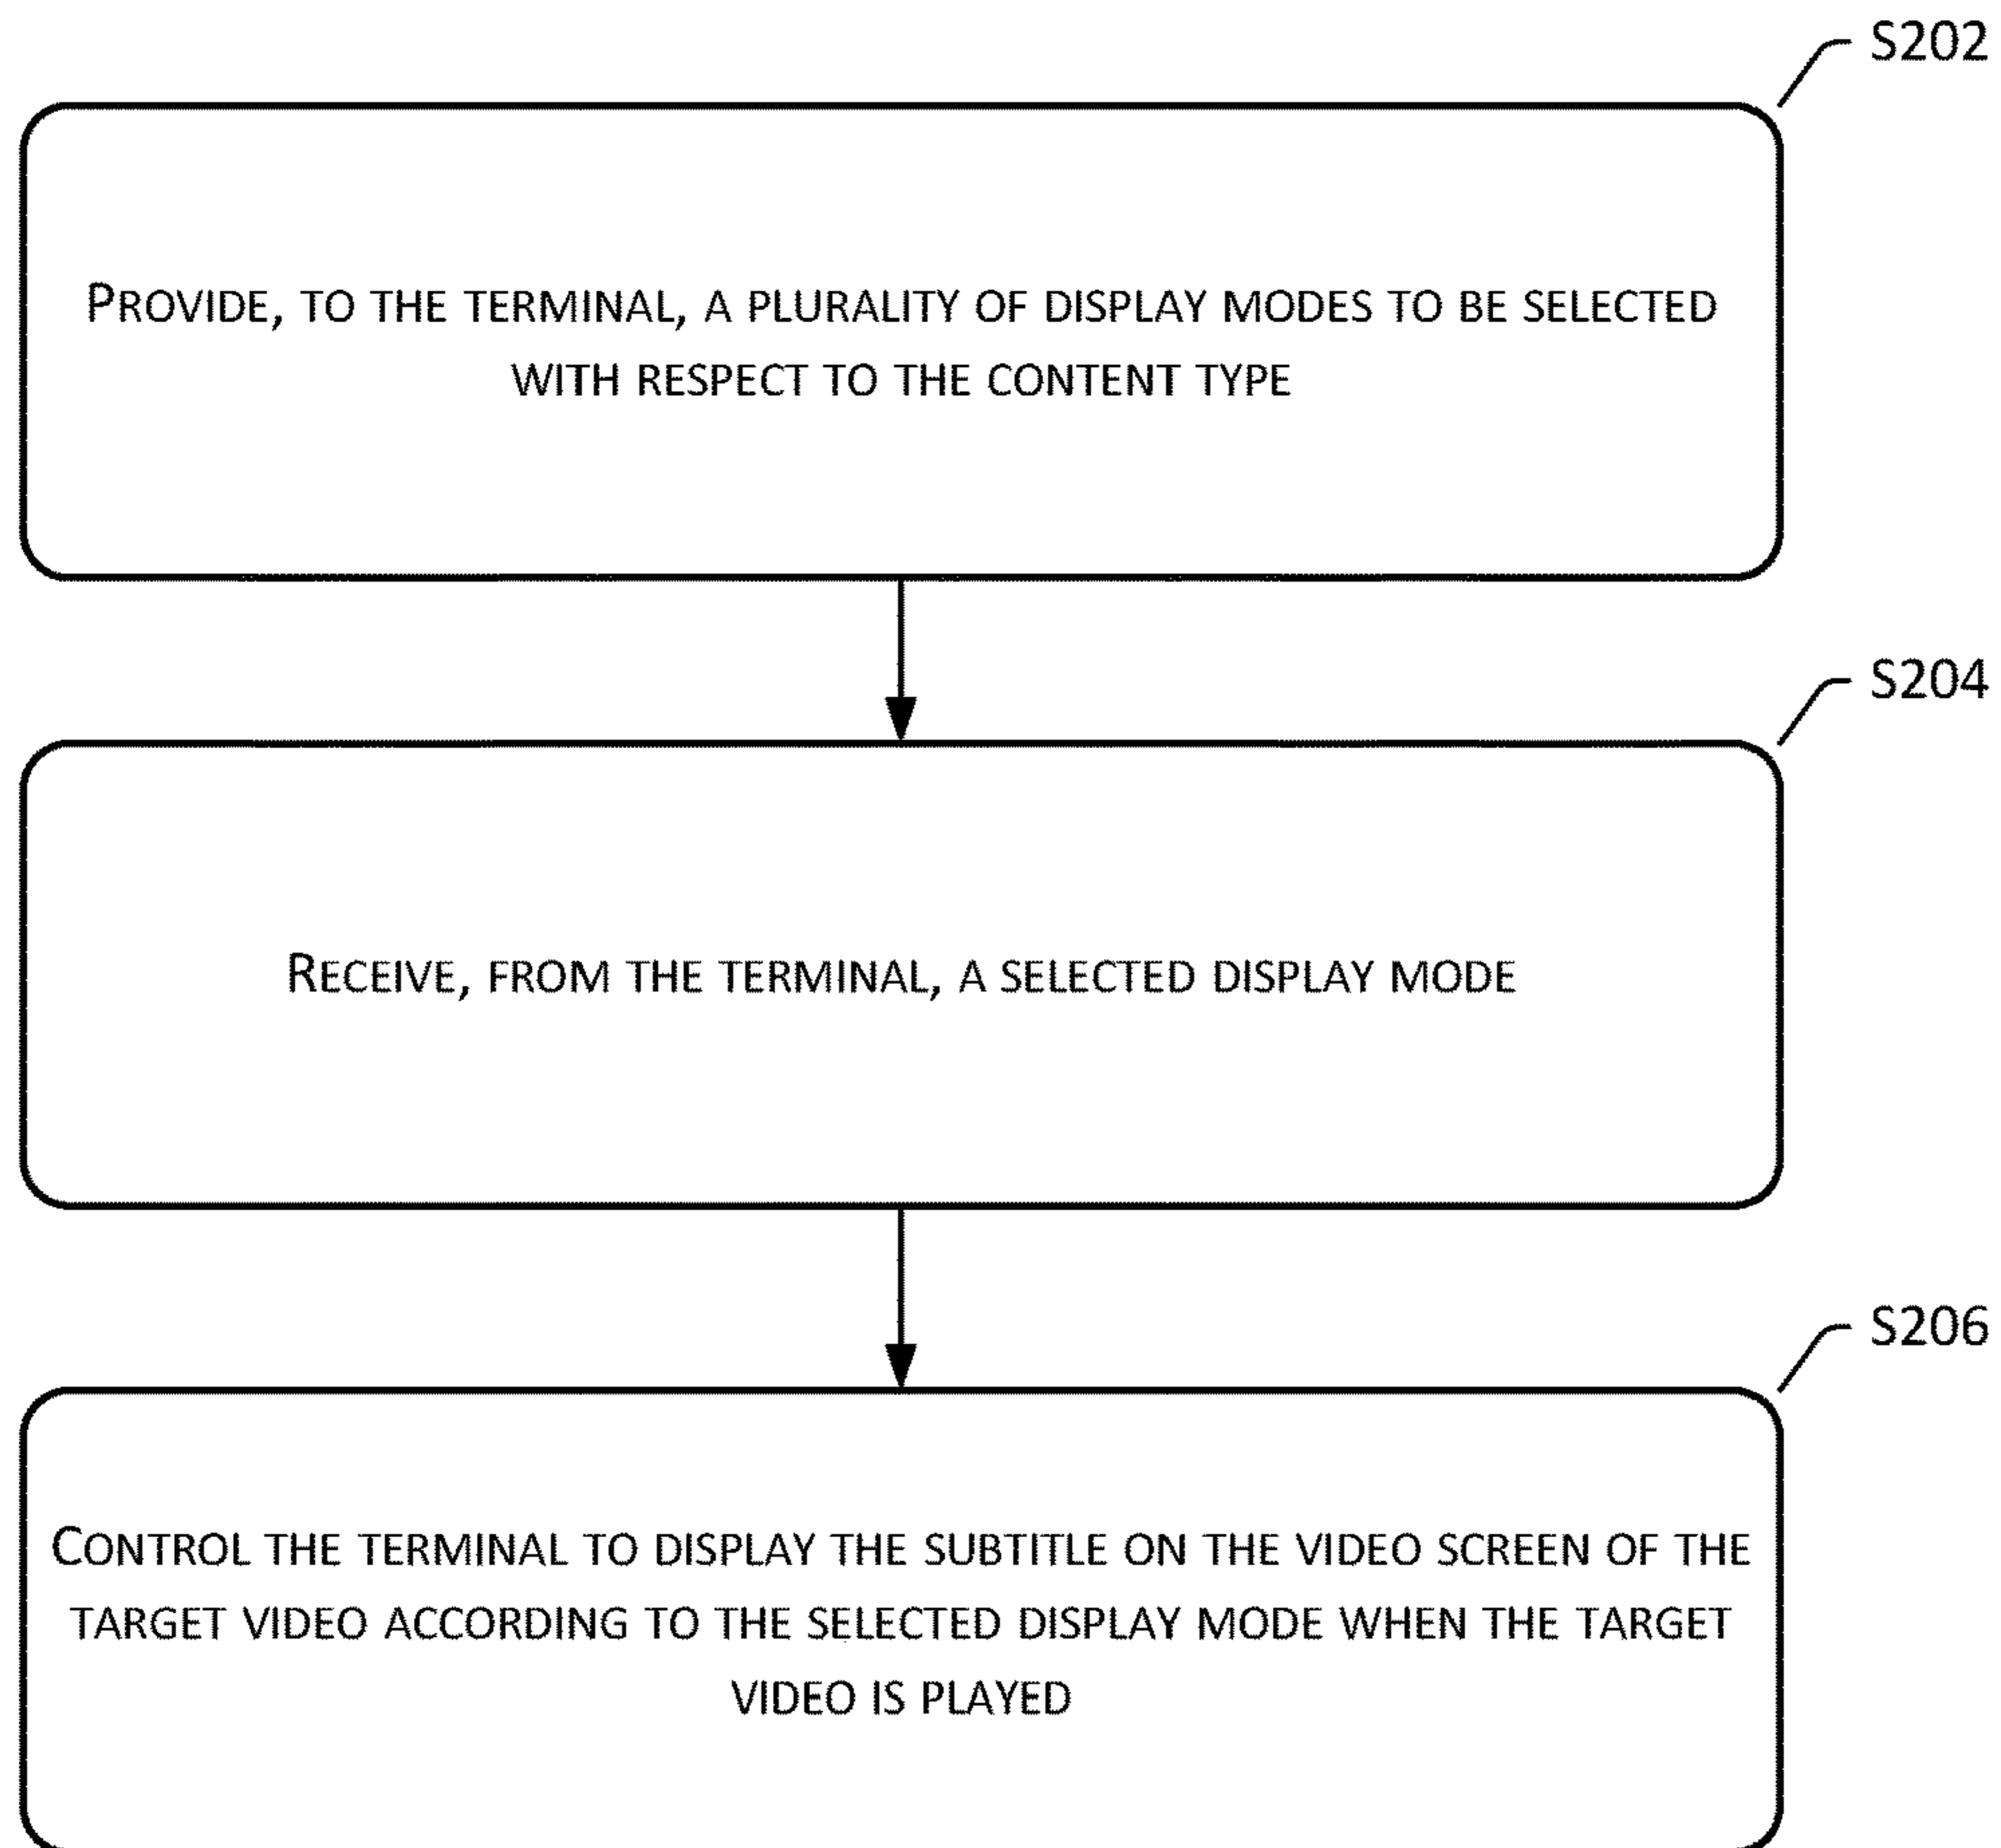 S202
PROVIDE, TO THE TERMINAL, A PLURALITY OF DISPLAY MODES TO BE SELECTED
WITH RESPECT TO THE CONTENT TYPE
S204
RECEIVE, FROM THE TERMINAL, A SELECTED DISPLAY MODE
S206
CONTROL THE TERMINAL TO DISPLAY THE SUBTITLE ON THE VIDEO SCREEN OF THE
TARGET VIDEO ACCORDING TO THE SELECTED DISPLAY MODE WHEN THE TARGET
VIDEO IS PLAYED